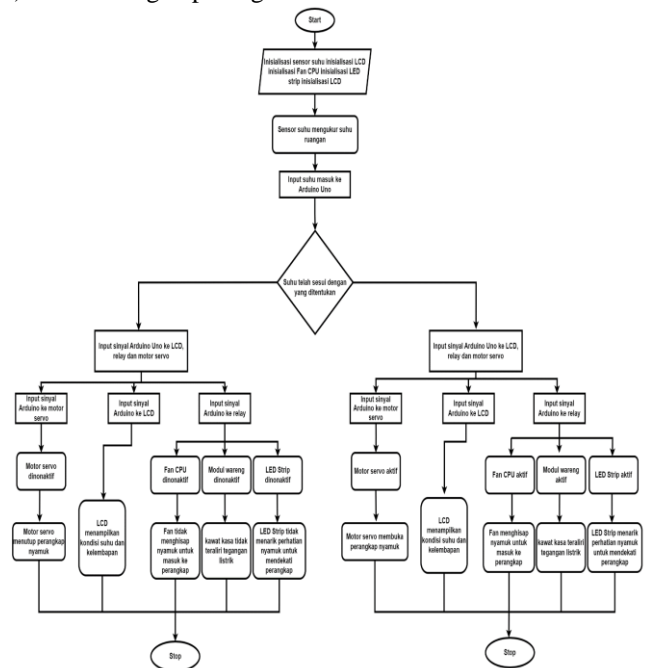 Start
Inisialisasi sensor suhu inisialisasi LCD
inisialisasi Fan CPU inisialisasi LED
strip inisialisasi LCD
Sensor suhu mengukur suhu
ruangan
Input suhu masuk ke
Arduino Uno
Suhu telah sesui dengan
yang ditentukan
Input sinyal Arduino Uno ke LCD,
relay dan motor servo
Input sinyal
Arduino ke motor
servo
Input sinyal
Arduino ke LCD
Input sinyal
Arduino ke relay
Motor servo
dinonaktif
Fan CPU
dinonaktif
Modul wareng
dinonaktif
LED Strip
dinonaktif
Motor servo
menutup perangkap
nyamuk
LCD
menampilkan
kondisi suhu dan
kelembapan
Fan tidak
menghisap
nyamuk untuk
masuk ke
perangkap
kawat kasa tidak
teraliri tegangan
listrik
LED Strip tidak
menarik perhatian
nyamuk untuk
mendekati
perangkap
Stop
Input sinyal Arduino Uno ke LCD,
relay dan motor servo
Input sinyal
Arduino ke motor
servo
Input sinyal
Arduino ke LCD
Input sinyal
Arduino ke relay
Motor servo aktif
Fan CPU aktif
Modul wareng
aktif
LED Strip aktif
Motor servo membuka
perangkap nyamuk
LCD
menampilkan
kondisi suhu dan
kelembapan
Fan menghisap
nyamuk untuk
masuk ke
perangkap
kawat kasa teraliri
tegangan listrik
LED Strip menarik
perhatian nyamuk
untuk mendekati
perangkap
Stop